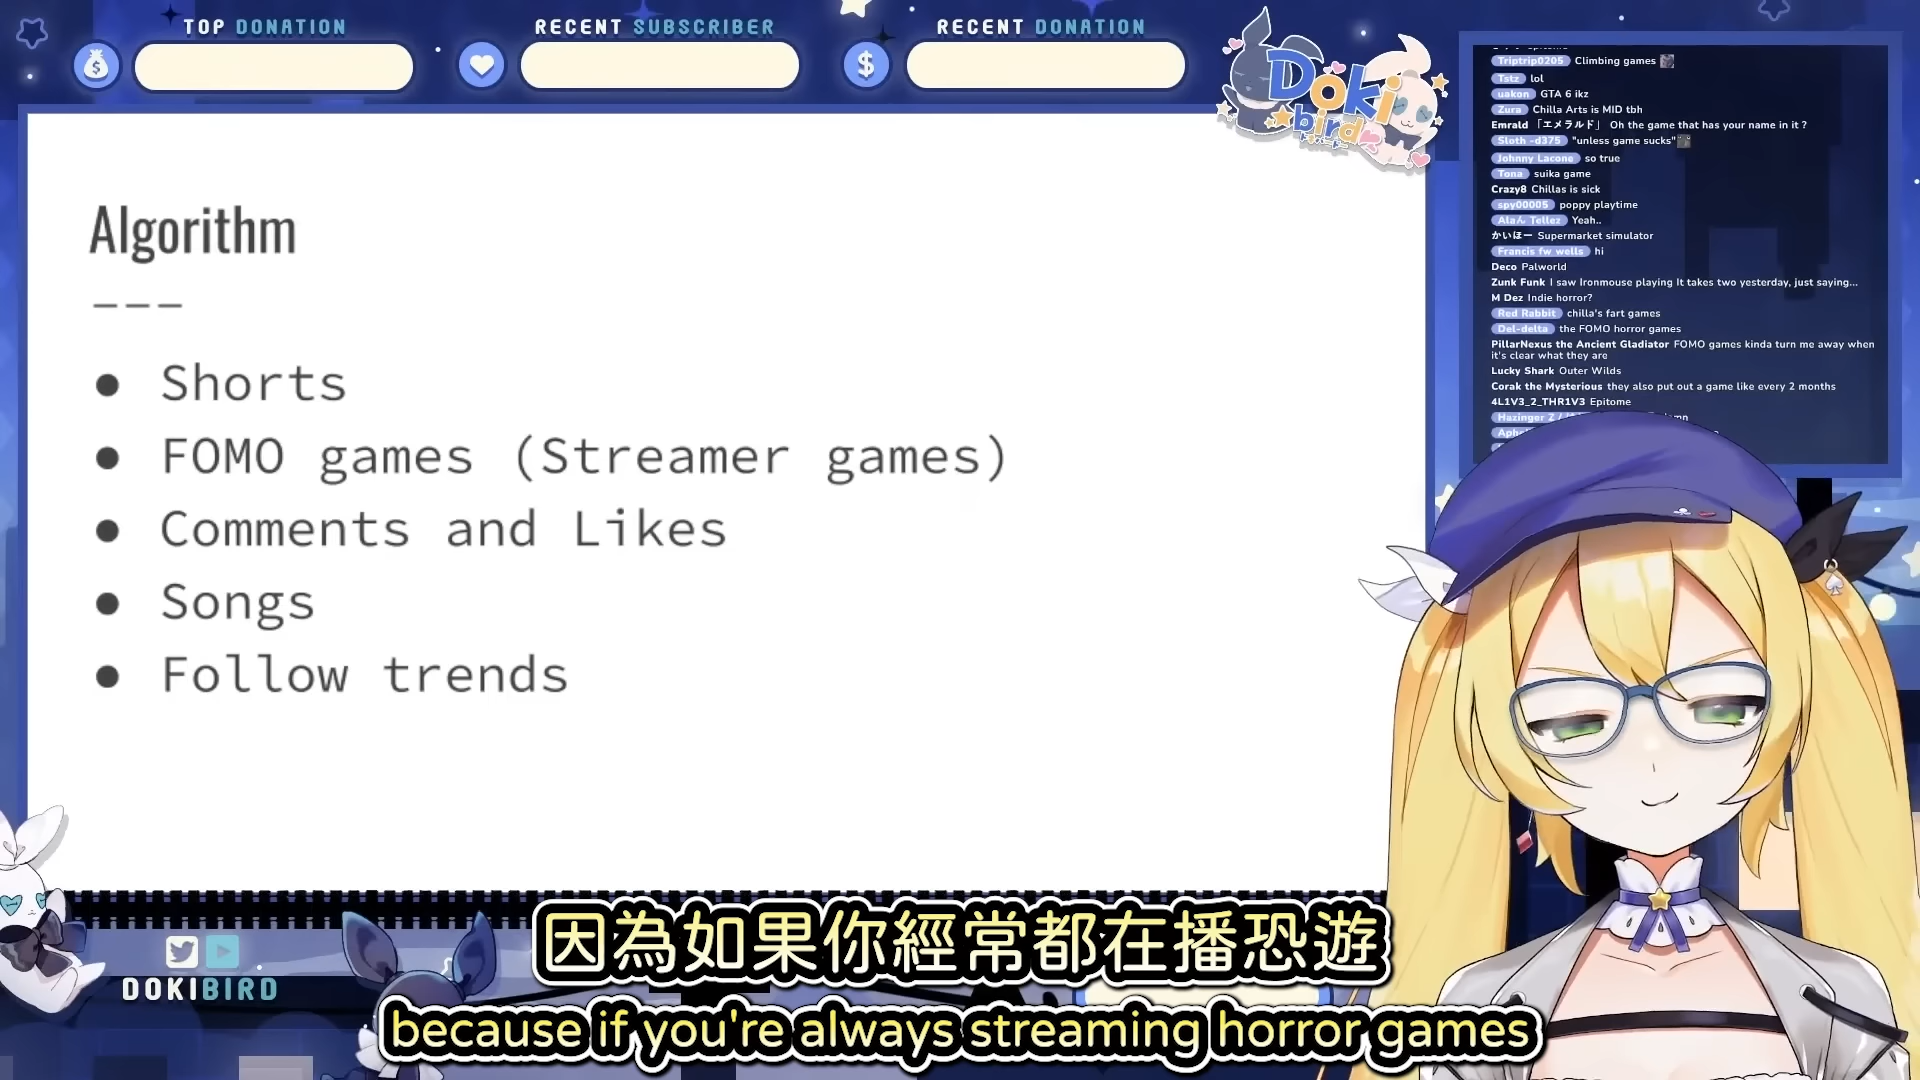 TOP DONATION
RECENT SUBSCRIBER
RECENT DONATION
Doki
bird
Triptrip0205 Climbing games
Tstz lol
uakon GTA 6 ikz
Zura Chilla Arts is MID tbh
Emrald 「エメラルド」 Oh the game that has your name in it ?
Sloth -d375 "unless game sucks"
Johnny Lacone so true
Tona suika game
Crazy8 Chillas is sick
spy00005 poppy playtime
Alaん Tellez Yeah..
かいほー Supermarket simulator
Francis fw wells hi
Deco Palworld
Zunk Funk I saw Ironmouse playing It takes two yesterday, just saying...
M Dez Indie horror?
Red Rabbit chilla's fart games
Del-delta the FOMO horror games
PillarNexus the Ancient Gladiator FOMO games kinda turn me away when
it's clear what they are
Lucky Shark Outer Wilds
Corak the Mysterious they also put out a game like every 2 months
4L1V3_2_THR1V3 Epitome
Hazinger Z
Algorithm
---
● Shorts
● FOMO games (Streamer games)
● Comments and Likes
● Songs
● Follow trends
DOKIBIRD
因為如果你經常都在播恐遊
because if you're always streaming horror games